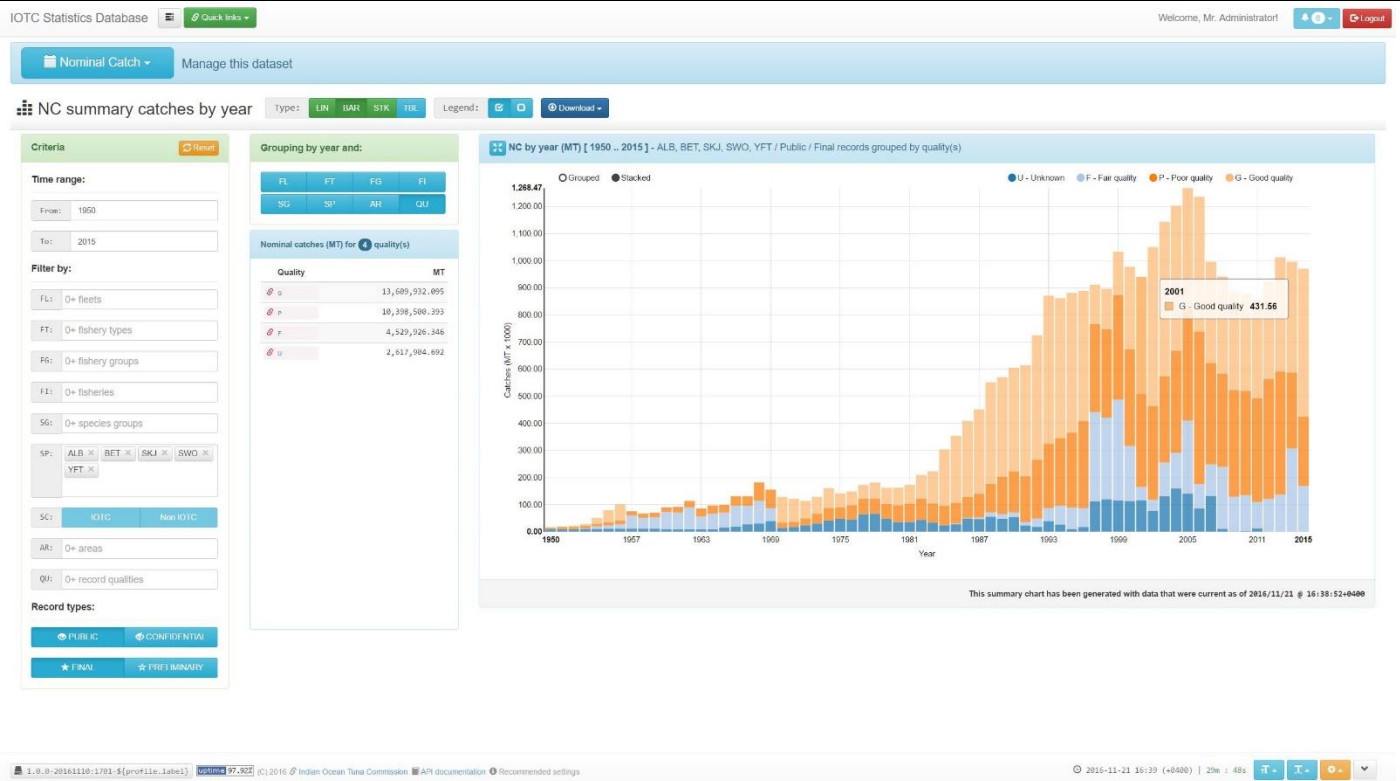 IOTC Statistics Database Quick links Welcome, Mr. Administrator! 0 Logout
Nominal Catch Manage this dataset
NC summary catches by year Type: LIN BAR STK TBL Legend: Download
Criteria Reset
Time range:
From: 1950
To: 2015
Filter by:
FL: 0+ fleets
FT: 0+ fishery types
FG: 0+ fishery groups
FI: 0+ fisheries
SG: 0+ species groups
SP: ALB × BET × SKJ × SWO ×
YFT ×
SC: IOTC Non IOTC
AR: 0+ areas
QU: 0+ record qualities
Record types:
PUBLIC CONFIDENTIAL
FINAL PRELIMINARY
Grouping by year and:
FL FT FG FI
SG SP AR QU
Nominal catches (MT) for 4 quality(s)
Quality MT
G 13,609,932.095
P 10,398,500.393
F 4,529,926.346
U 2,617,904.692
NC by year (MT) [ 1950 .. 2015 ] - ALB, BET, SKJ, SWO, YFT / Public / Final records grouped by quality(s)
Grouped Stacked U - Unknown F - Fair quality P - Poor quality G - Good quality
1,268.47
1,200.00
1,100.00
1,000.00
900.00
800.00
700.00
600.00
500.00
400.00
300.00
200.00
100.00
0.00
Catches (MT x 1000)
2001
G - Good quality 431.56
1950 1957 1963 1969 1975 1981 1987 1993 1999 2005 2011 2015
Year
This summary chart has been generated with data that were current as of 2016/11/21 @ 16:38:52+0400
1.0.0-20161110:1701-${profile.label} uptime 97.92% (C) 2016 Indian Ocean Tuna Commission API documentation Recommended settings
2016-11-21 16:39 (+0400) | 29m : 48s T I